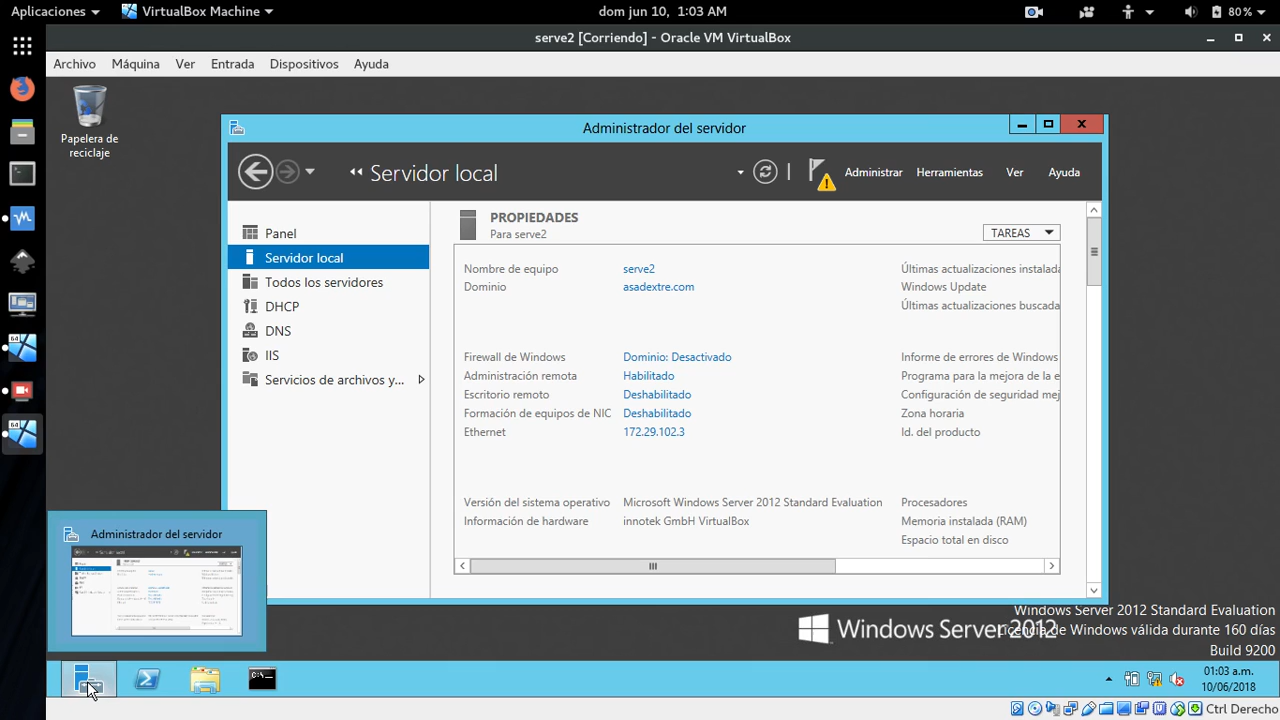 Aplicaciones
VirtualBox Machine
dom jun 10, 1:03 AM
80%
serve2 [Corriendo] - Oracle VM VirtualBox
Archivo Máquina Ver Entrada Dispositivos Ayuda
Papelera de
reciclaje
Administrador del servidor
Servidor local
Administrar Herramientas Ver Ayuda
Panel
Servidor local
Todos los servidores
DHCP
DNS
IIS
Servicios de archivos y...
PROPIEDADES
Para serve2
TAREAS
Nombre de equipo serve2 Últimas actualizaciones instalada
Dominio asadextre.com Windows Update
Últimas actualizaciones buscada
Firewall de Windows Dominio: Desactivado Informe de errores de Windows
Administración remota Habilitado Programa para la mejora de la e
Escritorio remoto Deshabilitado Configuración de seguridad mej
Formación de equipos de NIC Deshabilitado Zona horaria
Ethernet 172.29.102.3 Id. del producto
Versión del sistema operativo Microsoft Windows Server 2012 Standard Evaluation Procesadores
Información de hardware innotek GmbH VirtualBox Memoria instalada (RAM)
Espacio total en disco
Administrador del servidor
Windows Server 2012
Windows Server 2012 Standard Evaluation
Licencia de Windows válida durante 160 días
Build 9200
01:03 a.m.
10/06/2018
Ctrl Derecho